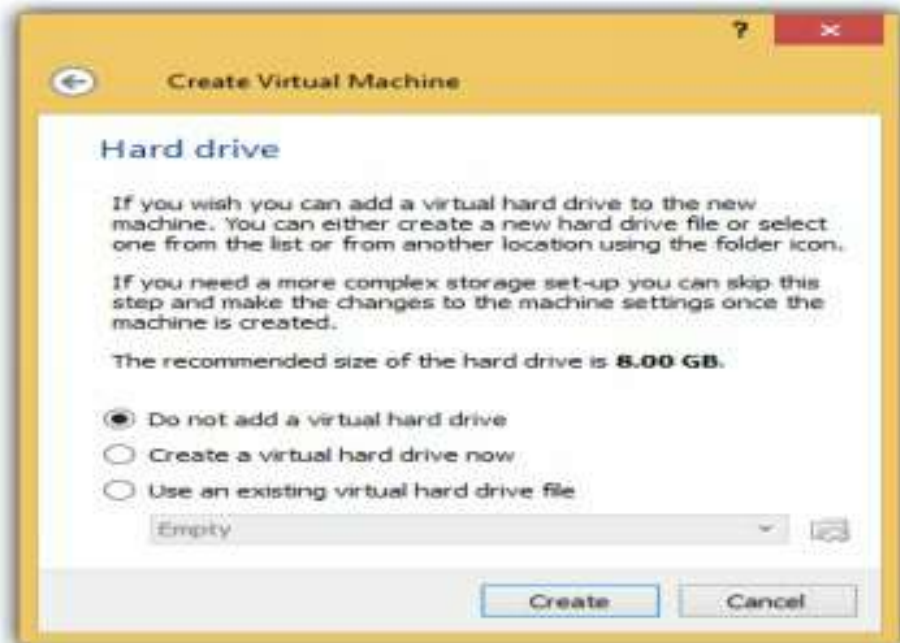 ?
Create Virtual Machine
Hard drive
If you wish you can add a virtual hard drive to the new
machine. You can either create a new hard drive file or select
one from the list or from another location using the folder icon.
If you need a more complex storage set-up you can skip this
step and make the changes to the machine settings once the
machine is created.
The recommended size of the hard drive is 8.00 GB.
Do not add a virtual hard drive
Create a virtual hard drive now
Use an existing virtual hard drive file
Empty
Create Cancel